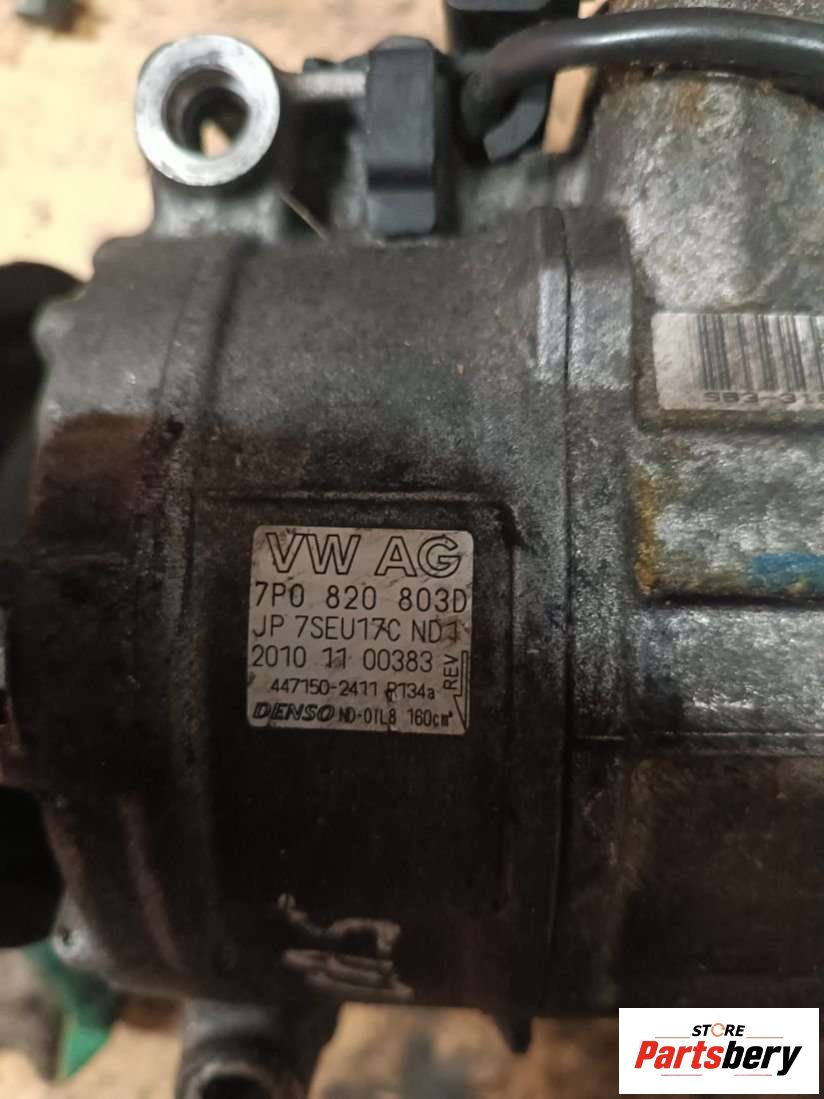 VW AG
7P0 820 803D
JP 7SEU17C ND1
2010 11 00383
REV
447150-2411 R134a
DENSO ND-OIL8 160cm³
STORE
Partsbery